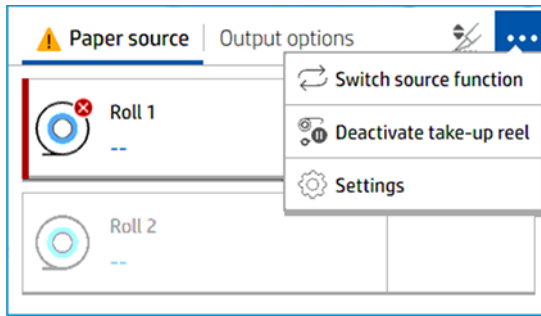 Paper source
Output options
Switch source function
Roll 1
--
Deactivate take-up reel
Settings
Roll 2
--